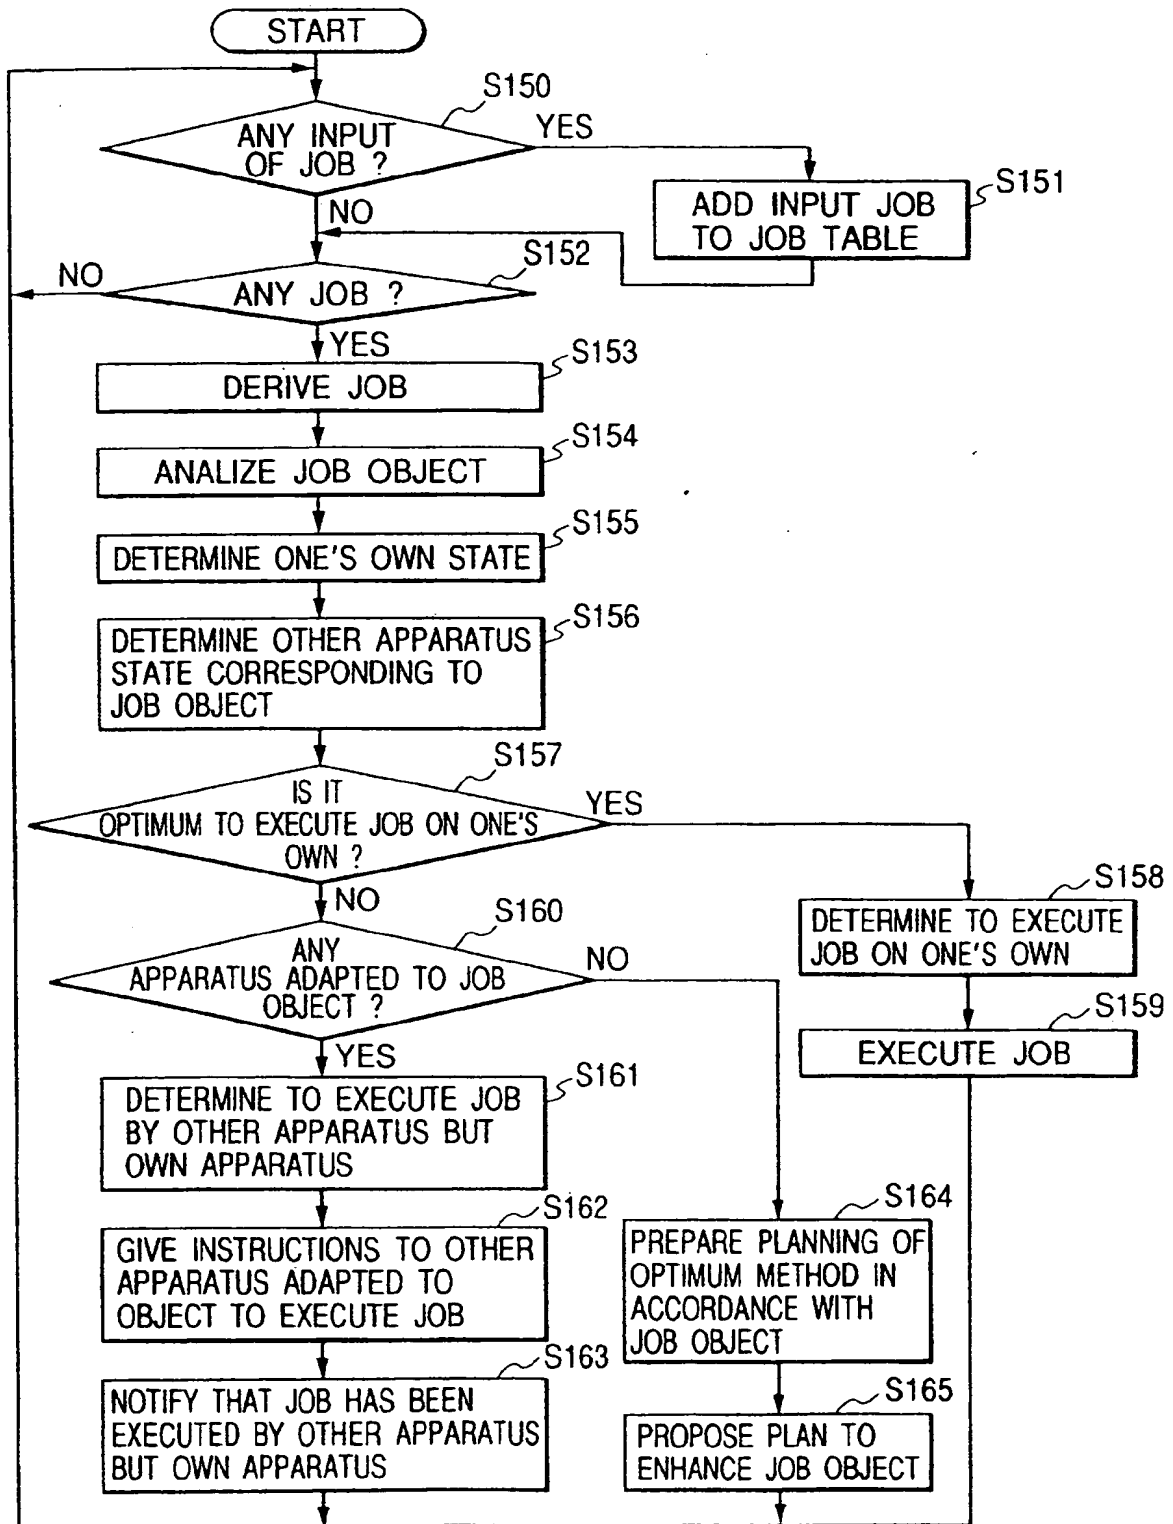 START
S150
ANY INPUT
OF JOB ?
YES
S151
ADD INPUT JOB
TO JOB TABLE
NO
S152
NO
ANY JOB ?
YES
S153
DERIVE JOB
S154
ANALIZE JOB OBJECT
S155
DETERMINE ONE'S OWN STATE
S156
DETERMINE OTHER APPARATUS
STATE CORRESPONDING TO
JOB OBJECT
S157
IS IT
OPTIMUM TO EXECUTE JOB ON ONE'S
OWN ?
YES
NO
S158
DETERMINE TO EXECUTE
JOB ON ONE'S OWN
S159
EXECUTE JOB
S160
ANY
APPARATUS ADAPTED TO JOB
OBJECT ?
NO
YES
S161
DETERMINE TO EXECUTE JOB
BY OTHER APPARATUS BUT
OWN APPARATUS
S162
GIVE INSTRUCTIONS TO OTHER
APPARATUS ADAPTED TO
OBJECT TO EXECUTE JOB
S163
NOTIFY THAT JOB HAS BEEN
EXECUTED BY OTHER APPARATUS
BUT OWN APPARATUS
S164
PREPARE PLANNING OF
OPTIMUM METHOD IN
ACCORDANCE WITH
JOB OBJECT
S165
PROPOSE PLAN TO
ENHANCE JOB OBJECT